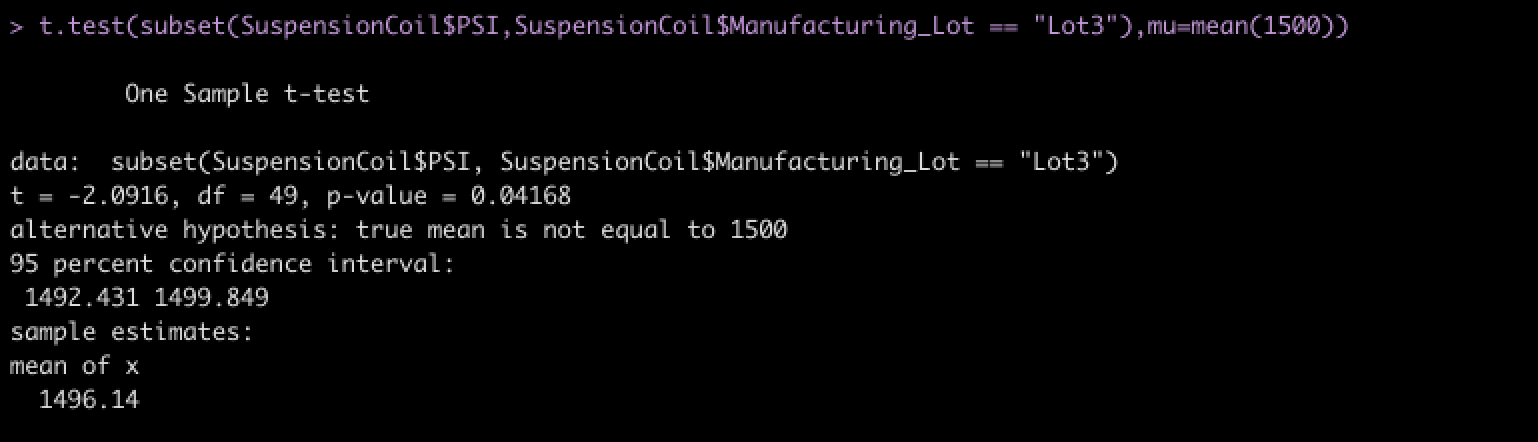 > t.test(subset(SuspensionCoil$PSI,SuspensionCoil$Manufacturing_Lot == "Lot3"),mu=mean(1500))
One Sample t-test
data:  subset(SuspensionCoil$PSI, SuspensionCoil$Manufacturing_Lot == "Lot3")
t = -2.0916, df = 49, p-value = 0.04168
alternative hypothesis: true mean is not equal to 1500
95 percent confidence interval:
1492.431 1499.849
sample estimates:
mean of x
1496.14